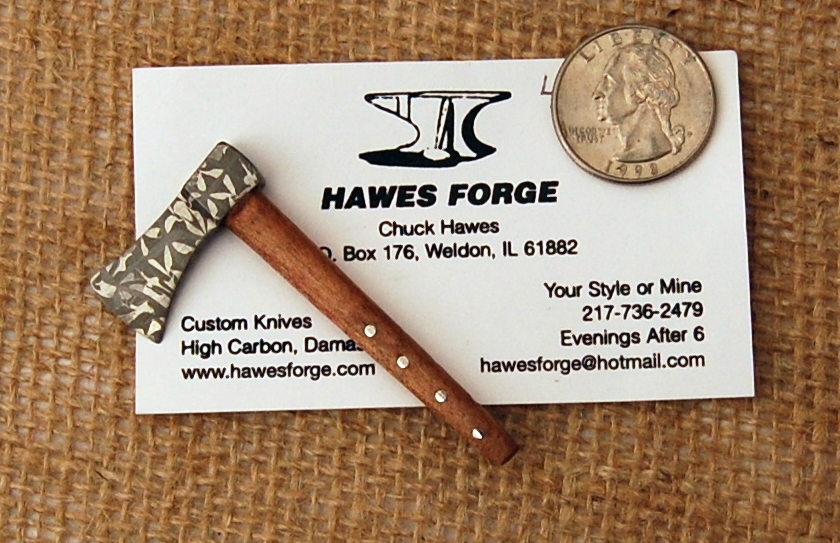 LIBERTY
IN GOD WE
TRUST
1998
HAWES FORGE
Chuck Hawes
O. Box 176, Weldon, IL 61882
Your Style or Mine
217-736-2479
Evenings After 6
hawesforge@hotmail.com
Custom Knives
High Carbon, Damas
www.hawesforge.com